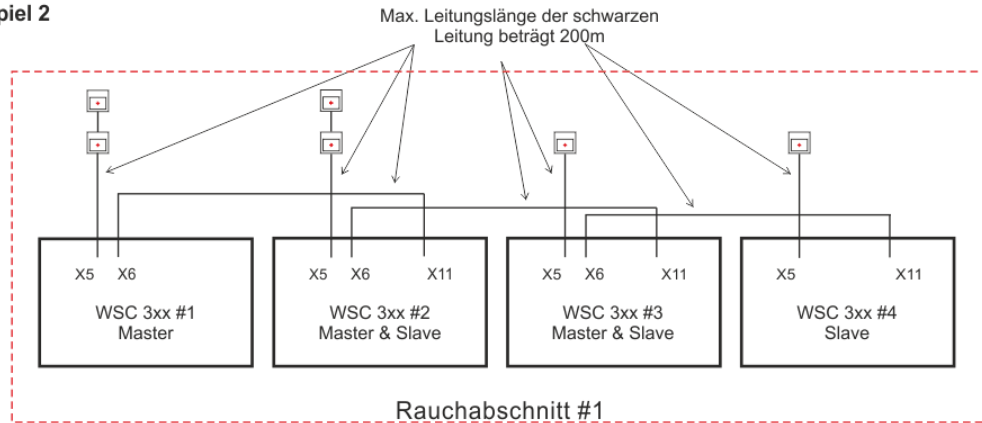 piel 2
Max. Leitungslänge der schwarzen
Leitung beträgt 200m
X5 X6
WSC 3xx #1
Master
X5 X6 X11
WSC 3xx #2
Master & Slave
X5 X6 X11
WSC 3xx #3
Master & Slave
X5 X11
WSC 3xx #4
Slave
Rauchabschnitt #1